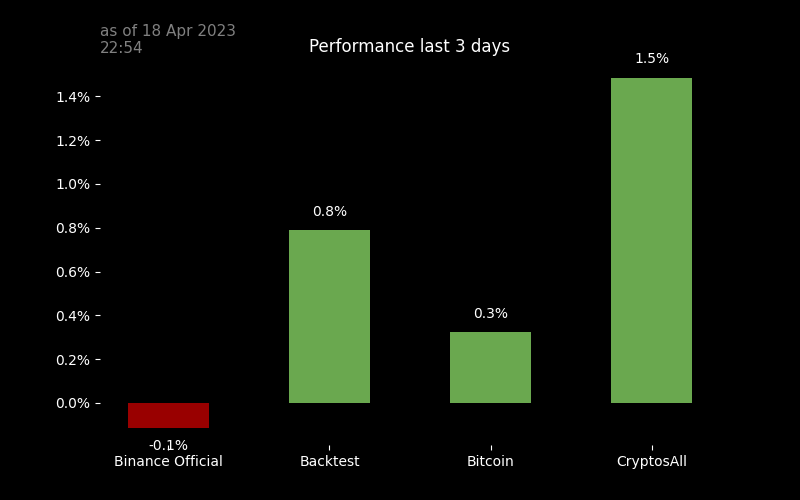 as of 18 Apr 2023
22:54
Performance last 3 days
1.5%
1.4%
1.2%
1.0%
0.8%
0.8%
0.6%
0.4%
0.3%
0.2%
0.0%
-0.1%
Binance Official
Backtest
Bitcoin
CryptosAll